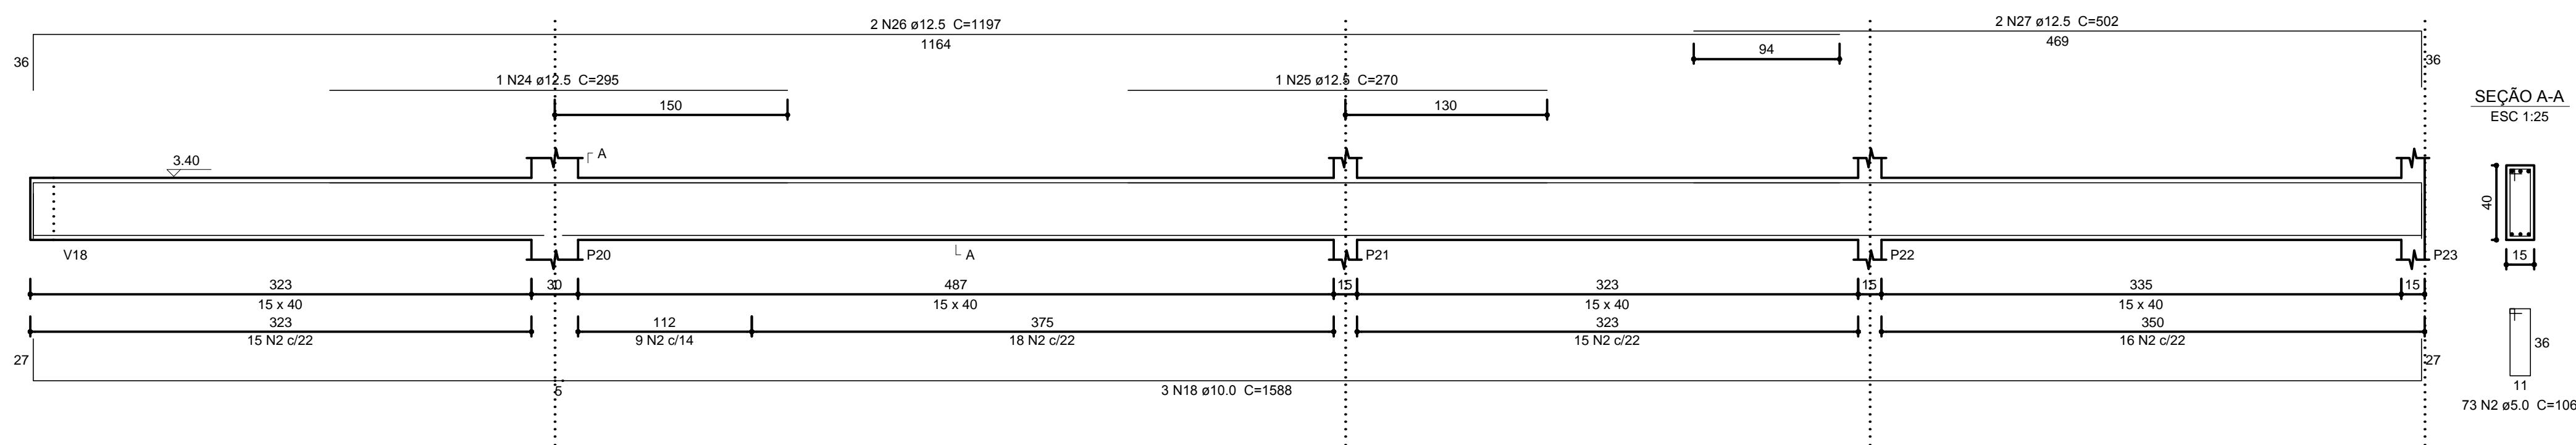 2 N26 ø12.5 C=1197
2 N27 ø12.5 C=502
1164
469
36
94
36
1 N24 ø12.5 C=295
1 N25 ø12.5 C=270
150
130
SEÇÃO A-A
ESC 1:25
A
3.40
40
V18
P20
A
P21
P22
P23
15
323
30
487
15
323
15
335
15
15 x 40
15 x 40
15 x 40
15 x 40
323
112
375
323
350
15 N2 c/22
9 N2 c/14
18 N2 c/22
15 N2 c/22
16 N2 c/22
36
27
27
11
5
3 N18 ø10.0 C=1588
73 N2 ø5.0 C=106